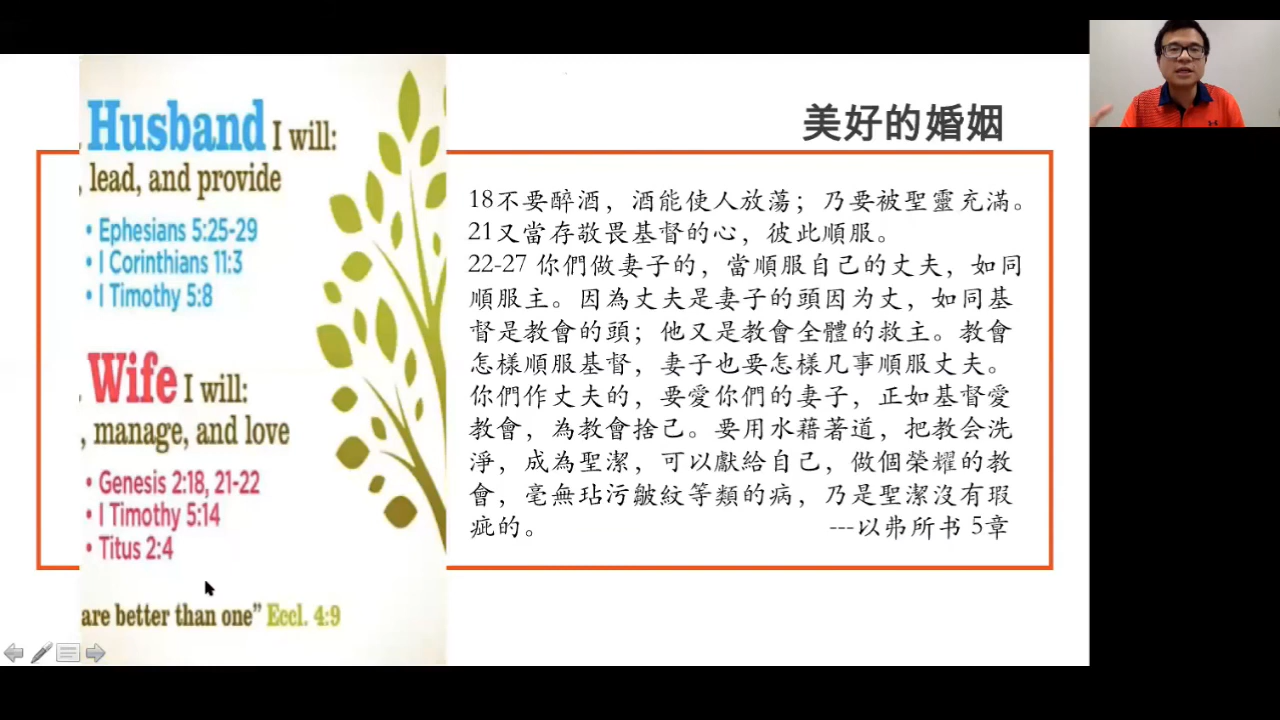 Husband I will:
, lead, and provide
• Ephesians 5:25-29
• I Corinthians 11:3
• I Timothy 5:8
Wife I will:
, manage, and love
• Genesis 2:18, 21-22
• I Timothy 5:14
• Titus 2:4
are better than one” Eccl. 4:9
美好的婚姻
18不要醉酒，酒能使人放蕩；乃要被聖靈充滿。
21又當存敬畏基督的心，彼此順服。
22-27 你們做妻子的，當順服自己的丈夫，如同
順服主。因為丈夫是妻子的頭因为丈，如同基
督是教會的頭；他又是教會全體的救主。教會
怎樣順服基督，妻子也要怎樣凡事順服丈夫。
你們作丈夫的，要愛你們的妻子，正如基督愛
教會，為教會捨己。要用水藉著道，把教会洗
淨，成為聖潔，可以獻給自己，做個榮耀的教
會，毫無玷污皺紋等類的病，乃是聖潔沒有瑕
疵的。 ---以弗所书 5章